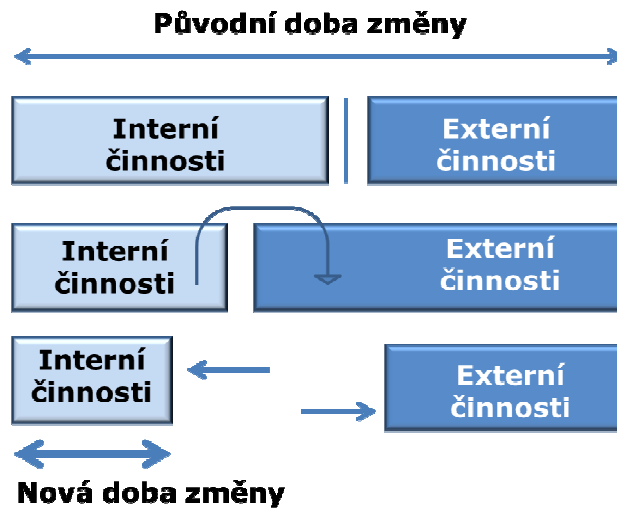 Původní doba změny
Interní
činnosti
Externí
činnosti
Interní
činnosti
Externí
činnosti
Interní
činnosti
Externí
činnosti
Nová doba změny